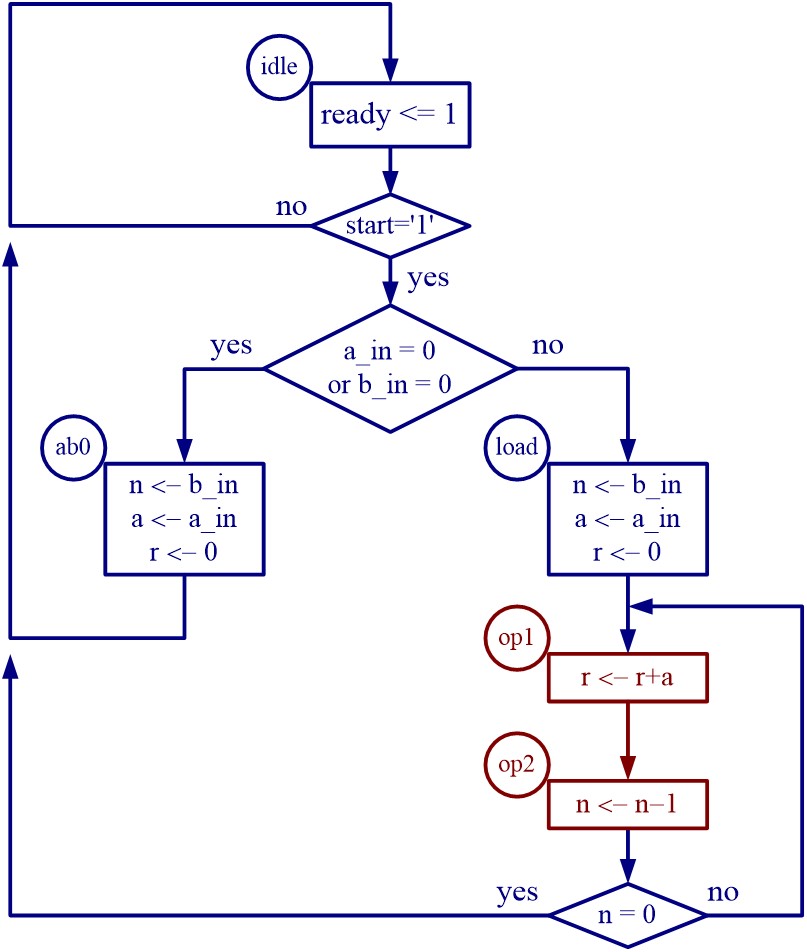 idle
ready <= 1
no
start='1'
yes
yes
a_in = 0
or b_in = 0
no
ab0
n <– b_in
a <– a_in
r <– 0
load
n <– b_in
a <– a_in
r <– 0
op1
r <– r+a
op2
n <– n–1
yes
n = 0
no